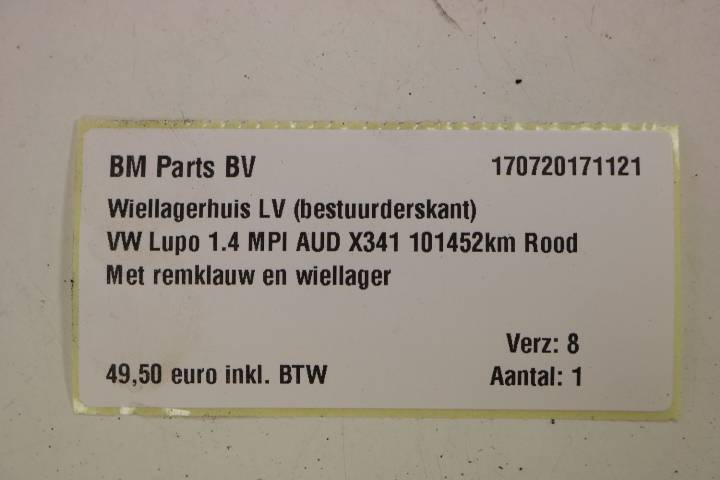 BM Parts BV 170720171121
Wiellagerhuis LV (bestuurderskant)
VW Lupo 1.4 MPI AUD X341 101452km Rood
Met remklauw en wiellager
Verz: 8
49,50 euro inkl. BTW Aantal: 1